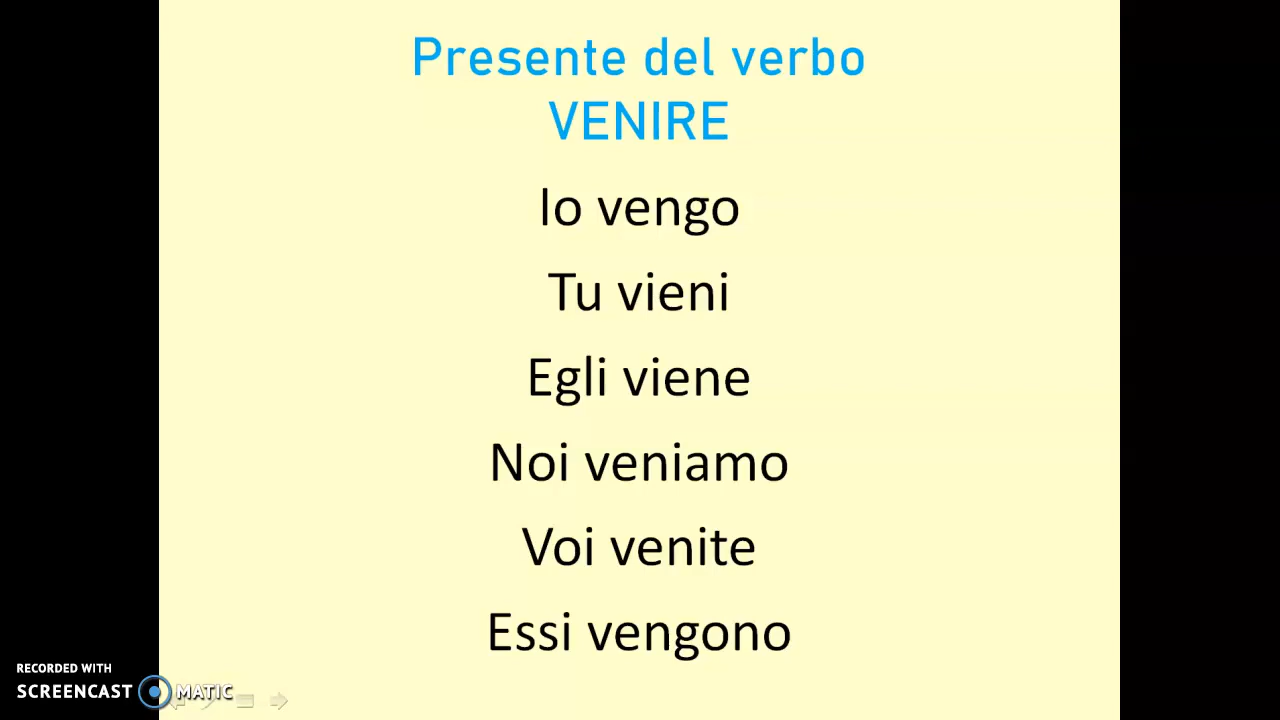 Presente del verbo
VENIRE
Io vengo
Tu vieni
Egli viene
Noi veniamo
Voi venite
Essi vengono
RECORDED WITH
SCREENCAST MATIC